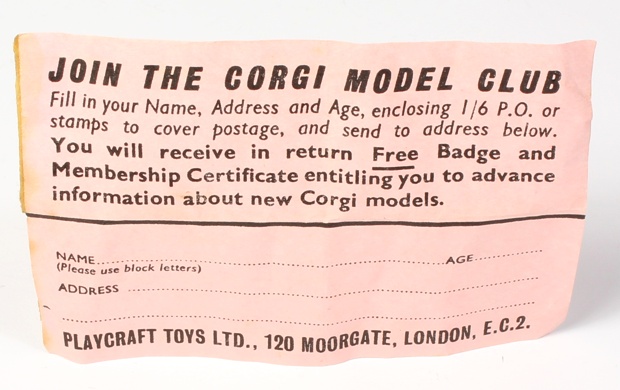 JOIN THE CORGI MODEL CLUB
Fill in your Name, Address and Age, enclosing 1/6 P.O. or
stamps to cover postage, and send to address below.
You will receive in return Free Badge and
Membership Certificate entitling you to advance
information about new Corgi models.
NAME..................................................AGE............
(Please use block letters)
ADDRESS ..................................................
..................................................
PLAYCRAFT TOYS LTD., 120 MOORGATE, LONDON, E.C.2.